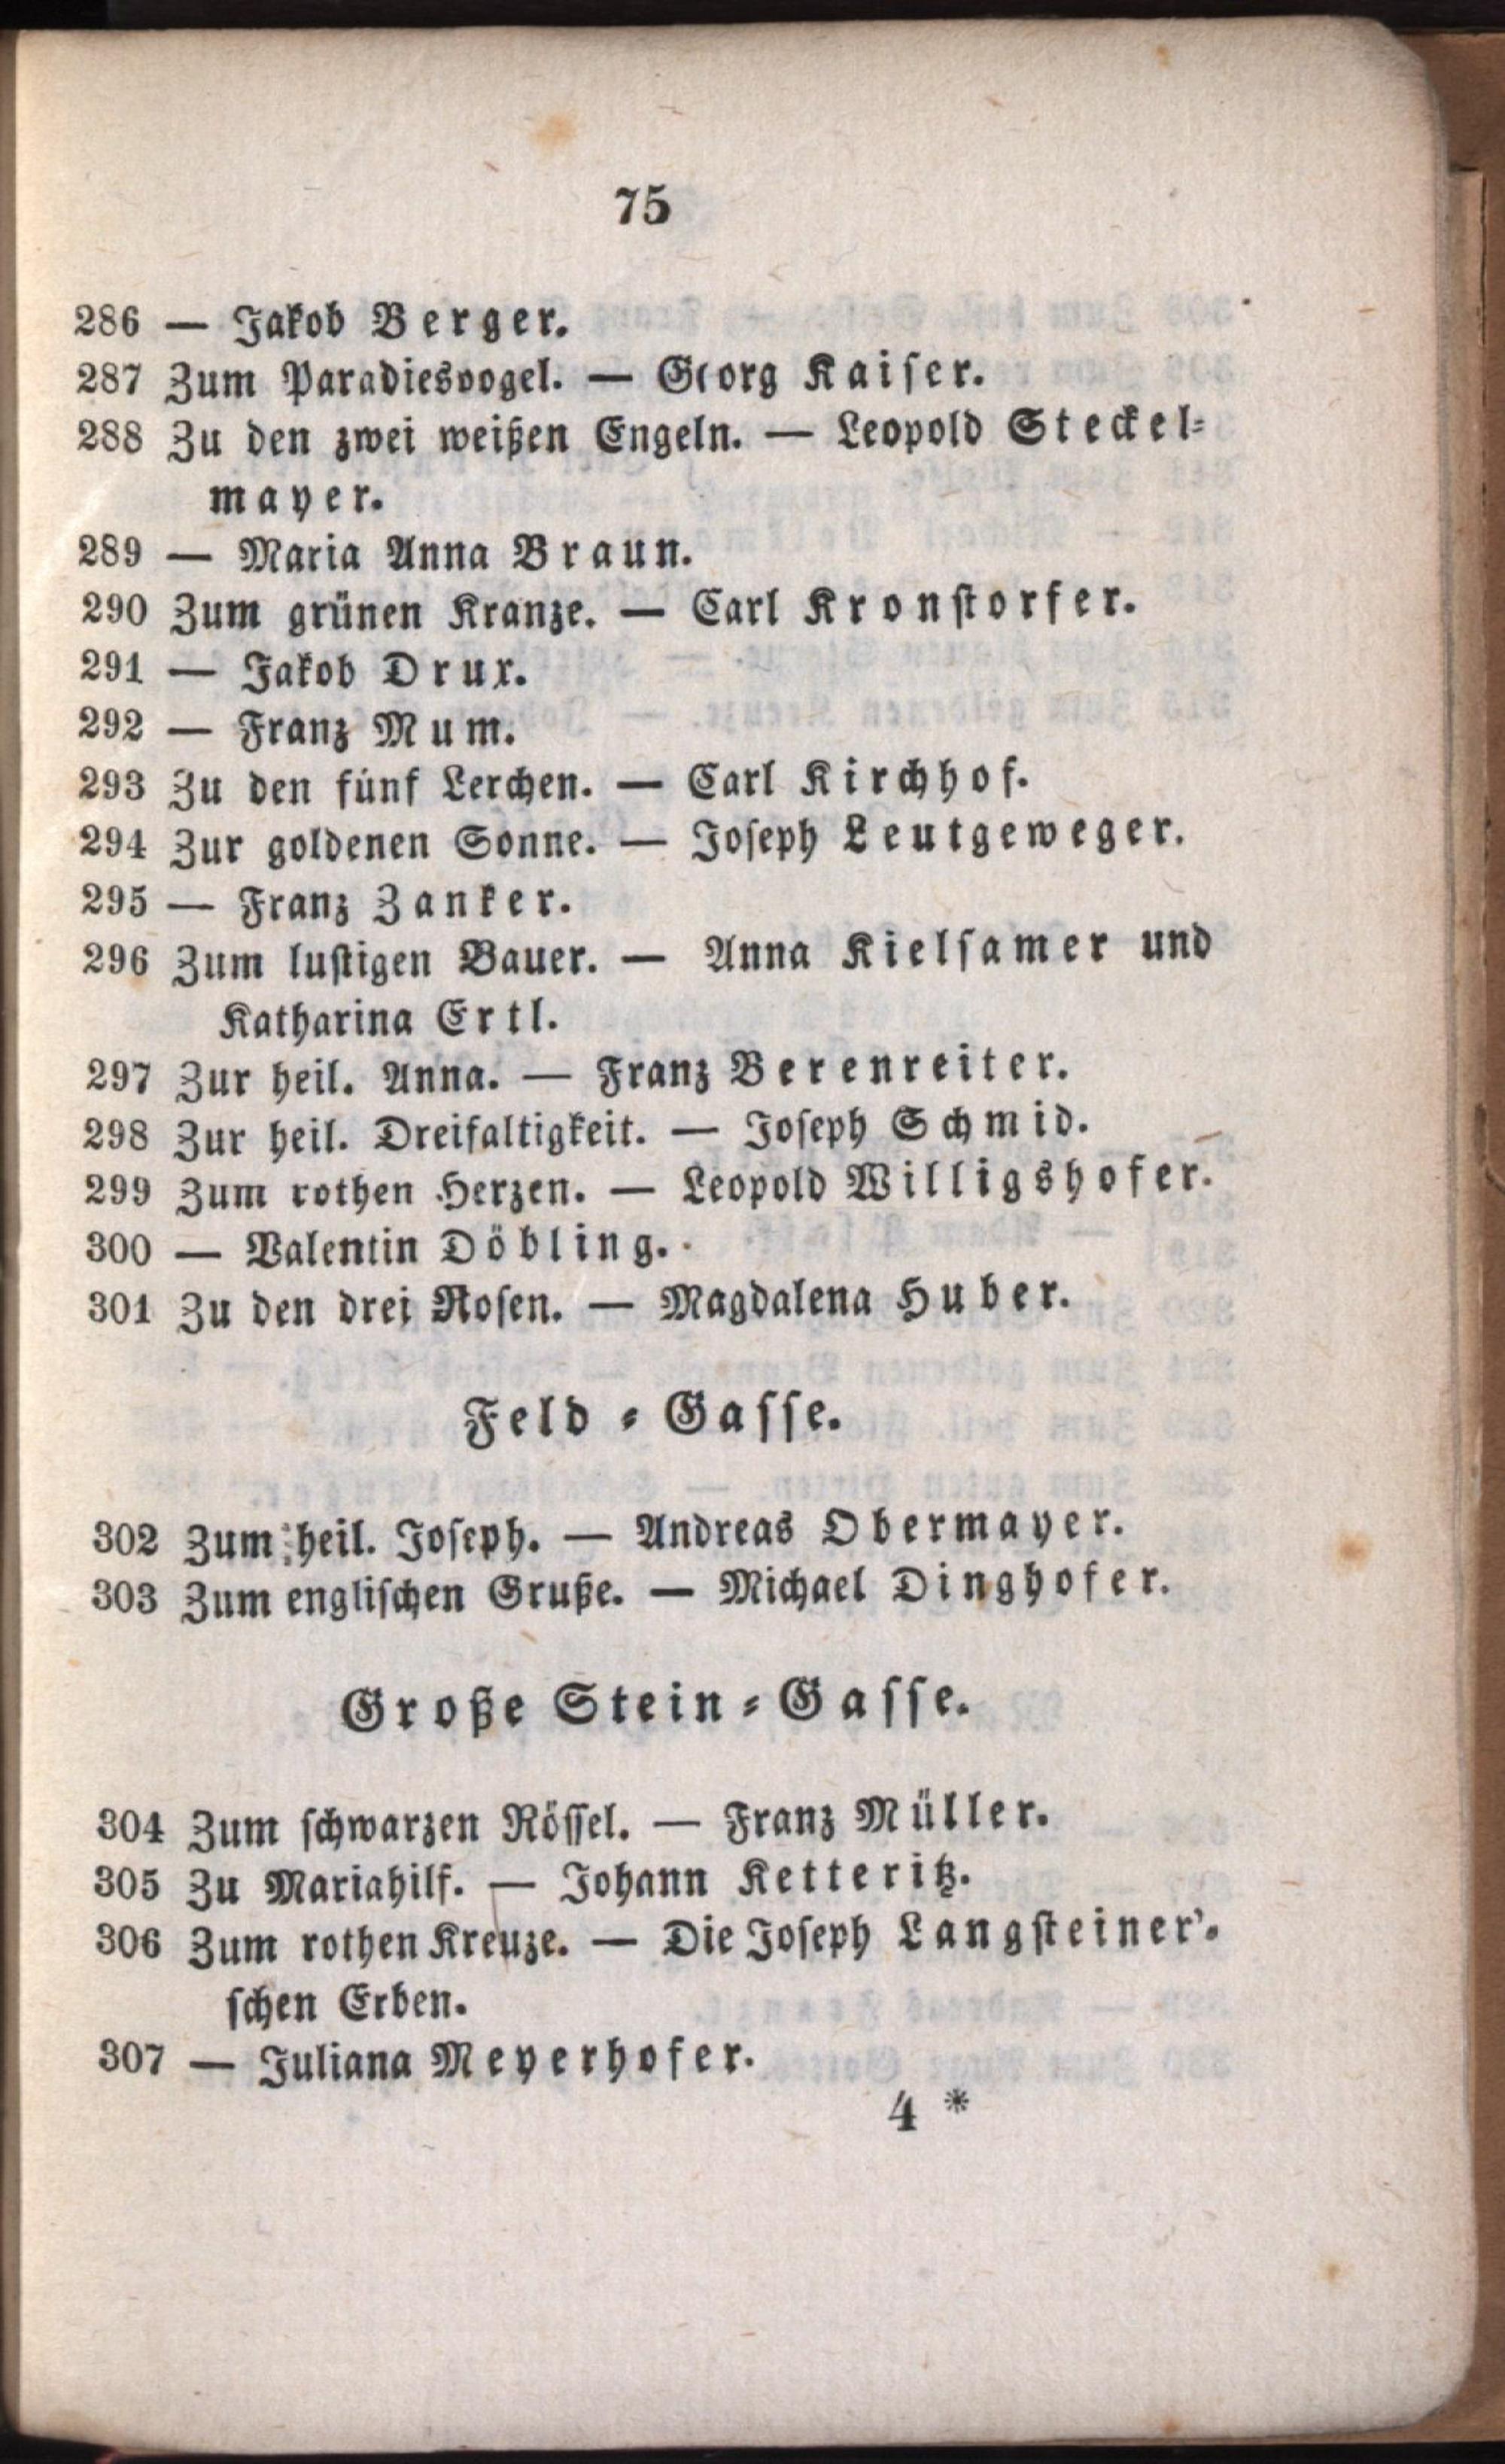 75
286 — Jakob Berger.
287 Zum Paradiesvogel. — Georg Kaiser.
288 Zu den zwei weißen Engeln. — Leopold Steckel-
mayer.
289 — Maria Anna Braun.
290 Zum grünen Kranze. — Carl Kronstorfer.
291 — Jakob Drux.
292 — Franz Mum.
293 Zu den fünf Lerchen. — Carl Kirchhof.
294 Zur goldenen Sonne. — Joseph Leutgeweger.
295 — Franz Zanker.
296 Zum lustigen Bauer. — Anna Kielsamer und
Katharina Ertl.
297 Zur heil. Anna. — Franz Berenreiter.
298 Zur heil. Dreifaltigkeit. — Joseph Schmid.
299 Zum rothen Herzen. — Leopold Willigshofer.
300 — Valentin Döbling.
301 Zu den drei Rosen. — Magdalena Huber.
Feld-Gasse.
302 Zum heil. Joseph. — Andreas Obermayer.
303 Zum englischen Gruße. — Michael Dinghofer.
Große Stein-Gasse.
304 Zum schwarzen Rössel. — Franz Müller.
305 Zu Mariahilf. — Johann Ketteritz.
306 Zum rothen Kreuze. — Die Joseph Langsteiner'-
schen Erben.
307 — Juliana Meyerhofer.
4 *